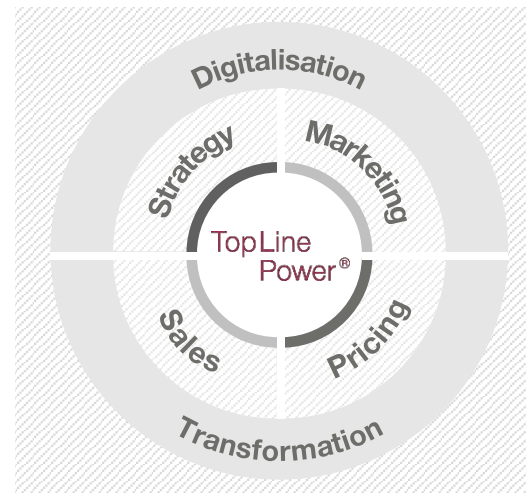 Digitalisation
Strategy
Marketing
TopLine
Power®
Sales
Pricing
Transformation